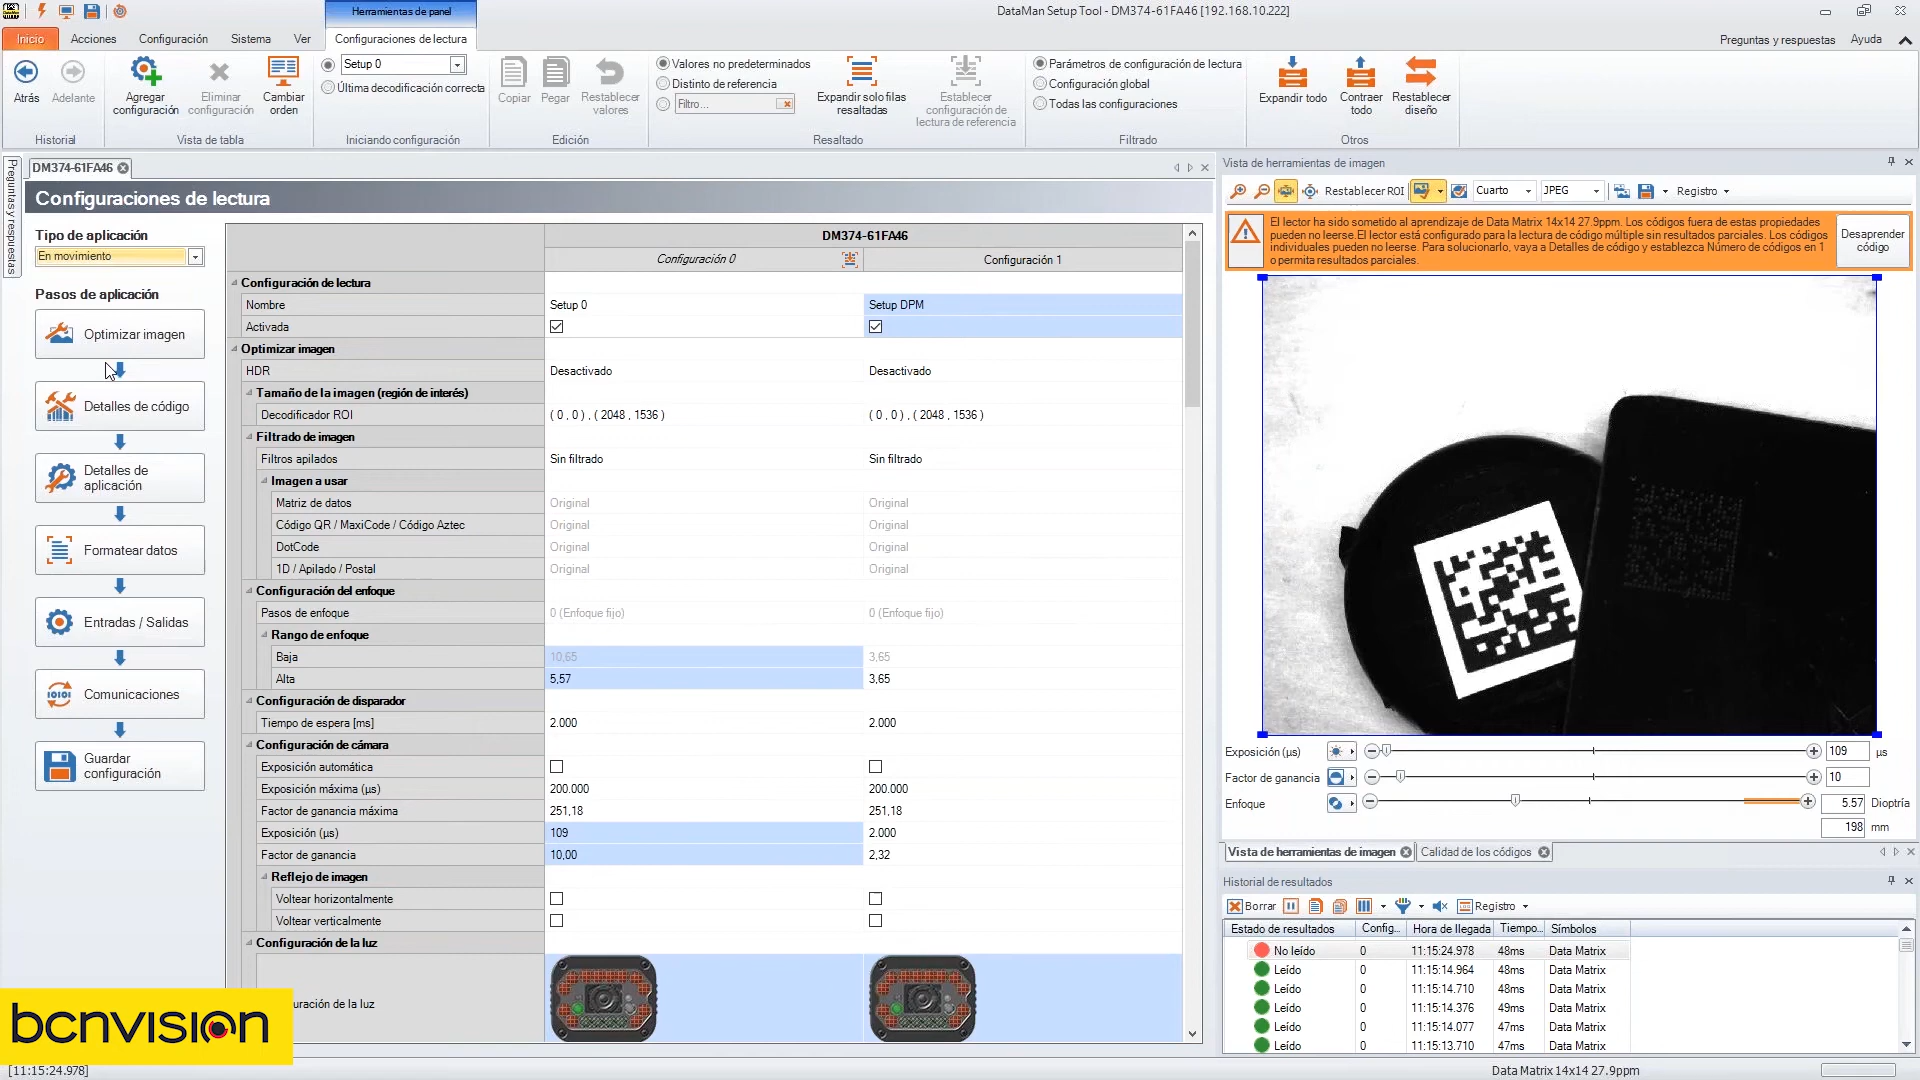 Herramientas de panel
DataMan Setup Tool - DM374-61FA46 [192.168.10.222]
Inicio
Acciones
Configuración
Sistema
Ver
Configuraciones de lectura
Preguntas y respuestas
Ayuda
Atrás
Adelante
Historial
Agregar configuración
Eliminar configuración
Cambiar orden
Vista de tabla
Setup 0
Última decodificación correcta
Iniciando configuración
Copiar
Pegar
Restablecer valores
Edición
Valores no predeterminados
Distinto de referencia
Filtro...
Expandir solo filas resaltadas
Establecer configuración de lectura de referencia
Resaltado
Parámetros de configuración de lectura
Configuración global
Todas las configuraciones
Filtrado
Expandir todo
Contraer todo
Restablecer diseño
Otros
Preguntas y respuestas
DM374-61FA46
Configuraciones de lectura
Tipo de aplicación
En movimiento
Pasos de aplicación
Optimizar imagen
Detalles de código
Detalles de aplicación
Formatear datos
Entradas / Salidas
Comunicaciones
Guardar configuración
DM374-61FA46
Configuración 0
Configuración 1
Configuración de lectura
Nombre Setup 0 Setup DPM
Activada
Optimizar imagen
HDR Desactivado Desactivado
Tamaño de la imagen (región de interés)
Decodificador ROI ( 0 , 0 ) , ( 2048 , 1536 ) ( 0 , 0 ) , ( 2048 , 1536 )
Filtrado de imagen
Filtros apilados Sin filtrado Sin filtrado
Imagen a usar
Matriz de datos Original Original
Código QR / MaxiCode / Código Aztec Original Original
DotCode Original Original
1D / Apilado / Postal Original Original
Configuración del enfoque
Pasos de enfoque 0 (Enfoque fijo) 0 (Enfoque fijo)
Rango de enfoque
Baja 10,65 3,65
Alta 5,57 3,65
Configuración de disparador
Tiempo de espera [ms] 2.000 2.000
Configuración de cámara
Exposición automática
Exposición máxima (µs) 200.000 200.000
Factor de ganancia máxima 251,18 251,18
Exposición (µs) 109 2.000
Factor de ganancia 10,00 2,32
Reflejo de imagen
Voltear horizontalmente
Voltear verticalmente
Configuración de la luz
uración de la luz
bcnvision
[11:15:24.978]
Vista de herramientas de imagen
Restablecer ROI
Cuarto
JPEG
Registro
El lector ha sido sometido al aprendizaje de Data Matrix 14x14 27.9ppm. Los códigos fuera de estas propiedades
pueden no leerse.El lector está configurado para la lectura de código múltiple sin resultados parciales. Los códigos
individuales pueden no leerse. Para solucionarlo, vaya a Detalles de código y establezca Número de códigos en 1
o permita resultados parciales.
Desaprender código
Exposición (µs) 109 µs
Factor de ganancia 10
Enfoque 5.57 Dioptría
198 mm
Vista de herramientas de imagen
Calidad de los códigos
Historial de resultados
Borrar
Registro
Estado de resultados Config... Hora de llegada Tiempo... Símbolos
No leído 0 11:15:24.978 48ms Data Matrix
Leído 0 11:15:14.964 48ms Data Matrix
Leído 0 11:15:14.710 48ms Data Matrix
Leído 0 11:15:14.376 49ms Data Matrix
Leído 0 11:15:14.077 47ms Data Matrix
Leído 0 11:15:13.710 47ms Data Matrix
Data Matrix 14x14 27.9ppm